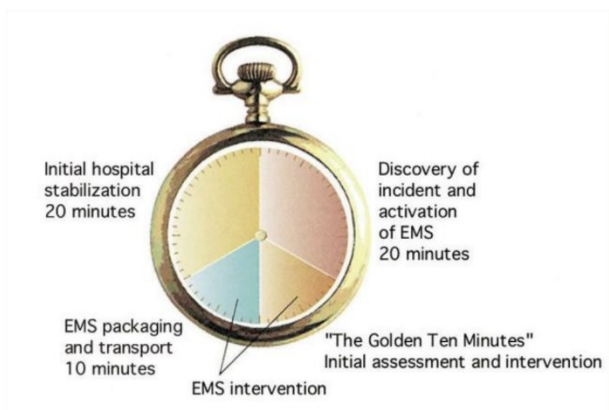 Initial hospital
stabilization
20 minutes
Discovery of
incident and
activation
of EMS
20 minutes
EMS packaging
and transport
10 minutes
"The Golden Ten Minutes"
Initial assessment and intervention
EMS intervention